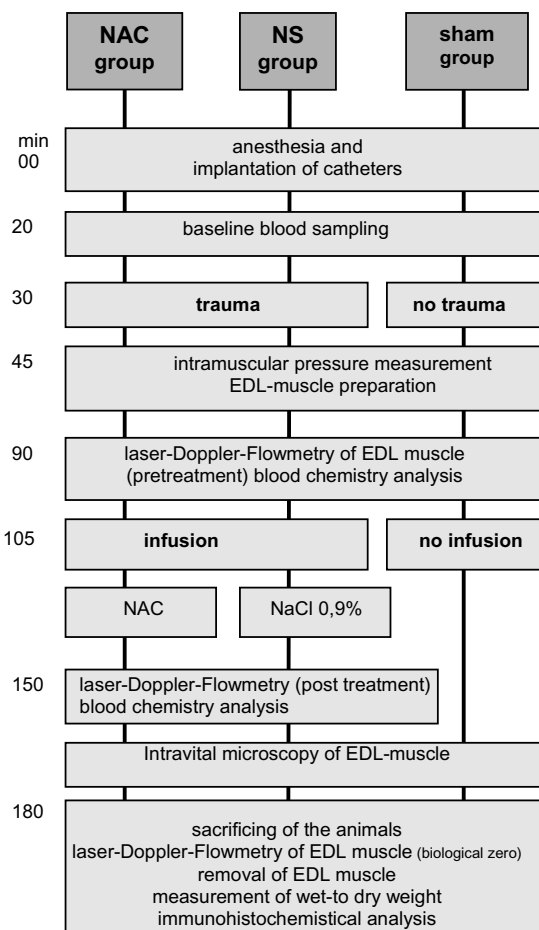 NAC
group
NS
group
sham
group
min
00
anesthesia and
implantation of catheters
20
baseline blood sampling
30
trauma
no trauma
45
intramuscular pressure measurement
EDL-muscle preparation
90
laser-Doppler-Flowmetry of EDL muscle
(pretreatment) blood chemistry analysis
105
infusion
no infusion
NAC
NaCl 0,9%
150
laser-Doppler-Flowmetry (post treatment)
blood chemistry analysis
Intravital microscopy of EDL-muscle
180
sacrificing of the animals
laser-Doppler-Flowmetry of EDL muscle (biological zero)
removal of EDL muscle
measurement of wet-to dry weight
immunohistochemistical analysis